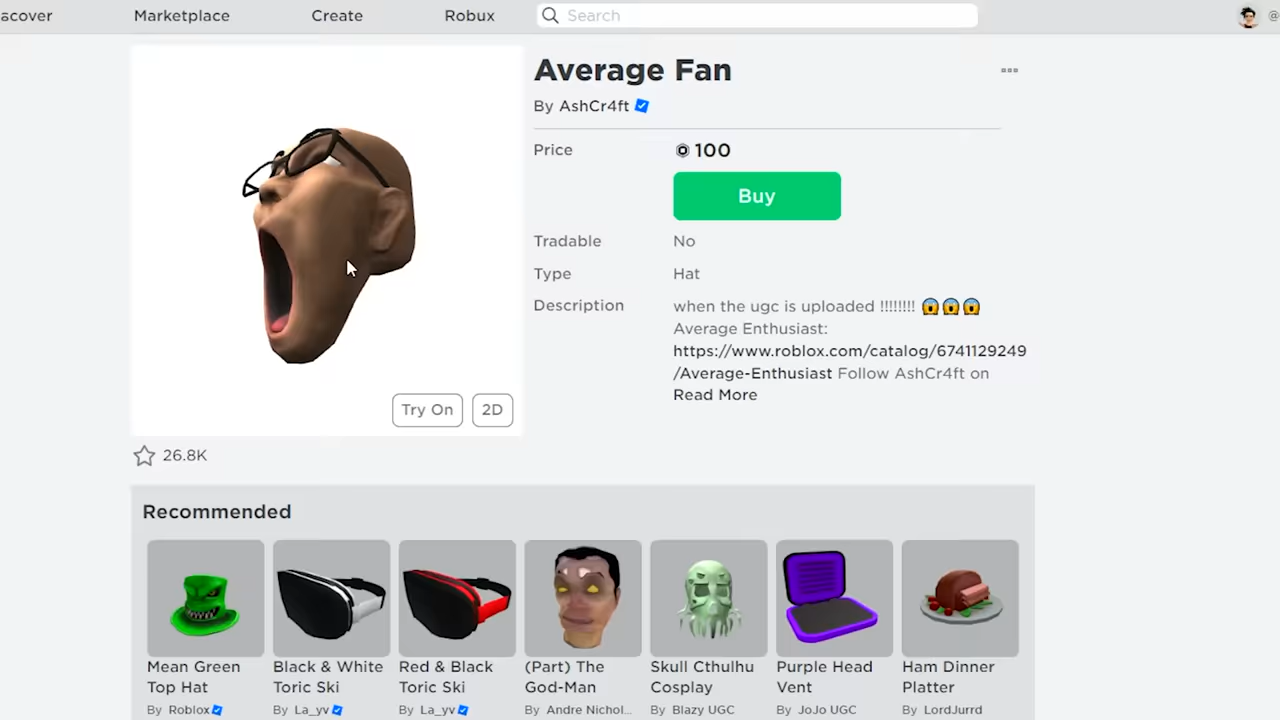 acover Marketplace Create Robux Search @
Average Fan
By AshCr4ft
Price 100
Buy
Tradable No
Type Hat
Description when the ugc is uploaded !!!!!!!! 😱😱😱
Average Enthusiast:
https://www.roblox.com/catalog/6741129249
/Average-Enthusiast Follow AshCr4ft on
Read More
Try On 2D
26.8K
Recommended
Mean Green Black & White Red & Black (Part) The Skull Cthulhu Purple Head Ham Dinner
Top Hat Toric Ski Toric Ski God-Man Cosplay Vent Platter
By Roblox By La_yv By La_yv By Andre Nichol... By Blazy UGC By JoJo UGC By LordJurrd